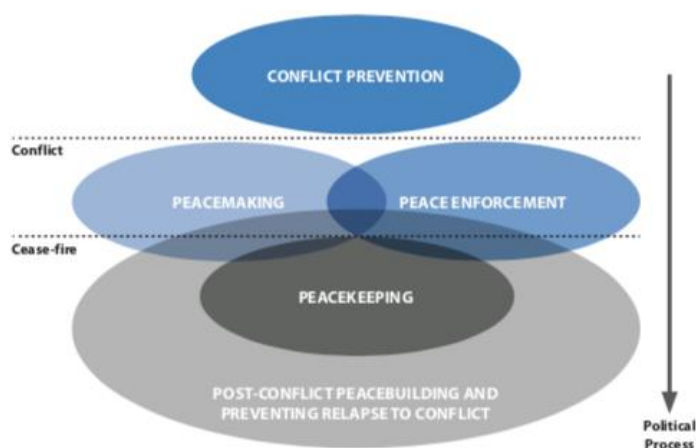 CONFLICT PREVENTION
Conflict
PEACEMAKING
PEACE ENFORCEMENT
Cease-fire
PEACEKEEPING
POST-CONFLICT PEACEBUILDING AND
PREVENTING RELAPSE TO CONFLICT
Political
Process